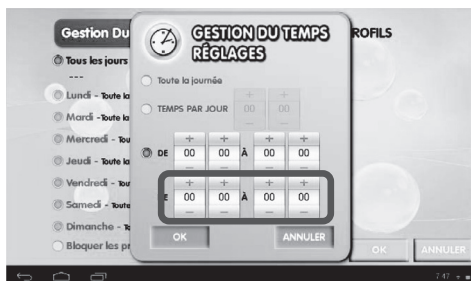 Gestion Du
ROFILS
GESTION DU TEMPS
RÉGLAGES
Tous les jours
---
Lundi - Toute la
Mardi - Toute la
Mercredi - Tou
Jeudi - Toute la
Vendredi - Tou
Samedi - Toute
Dimanche - To
Bloquer les pr
Toute la journée
TEMPS PAR JOUR
+ +
00 00
- -
+ + + +
DE 00 00 À 00 00
- - - -
+ + + +
E 00 00 À 00 00
- - - -
OK ANNULER
OK ANNULER
7:47